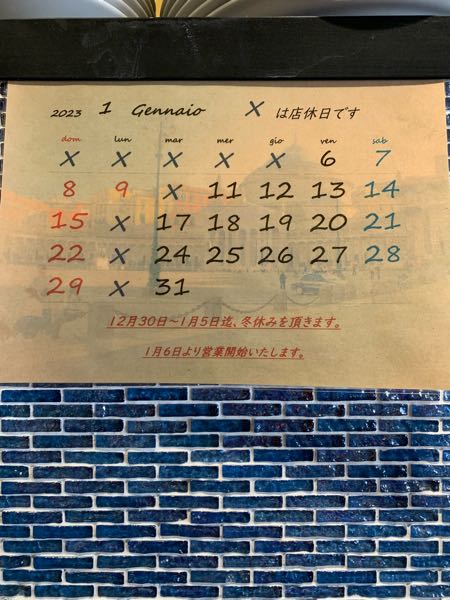 2023 1 Gennaio X は店休日です
dom lun mar mer gio ven sab
X X X X X 6 7
8 9 X 11 12 13 14
15 X 17 18 19 20 21
22 X 24 25 26 27 28
29 X 31
12月30日～1月5日迄、冬休みを頂きます。
1月6日より営業開始いたします。